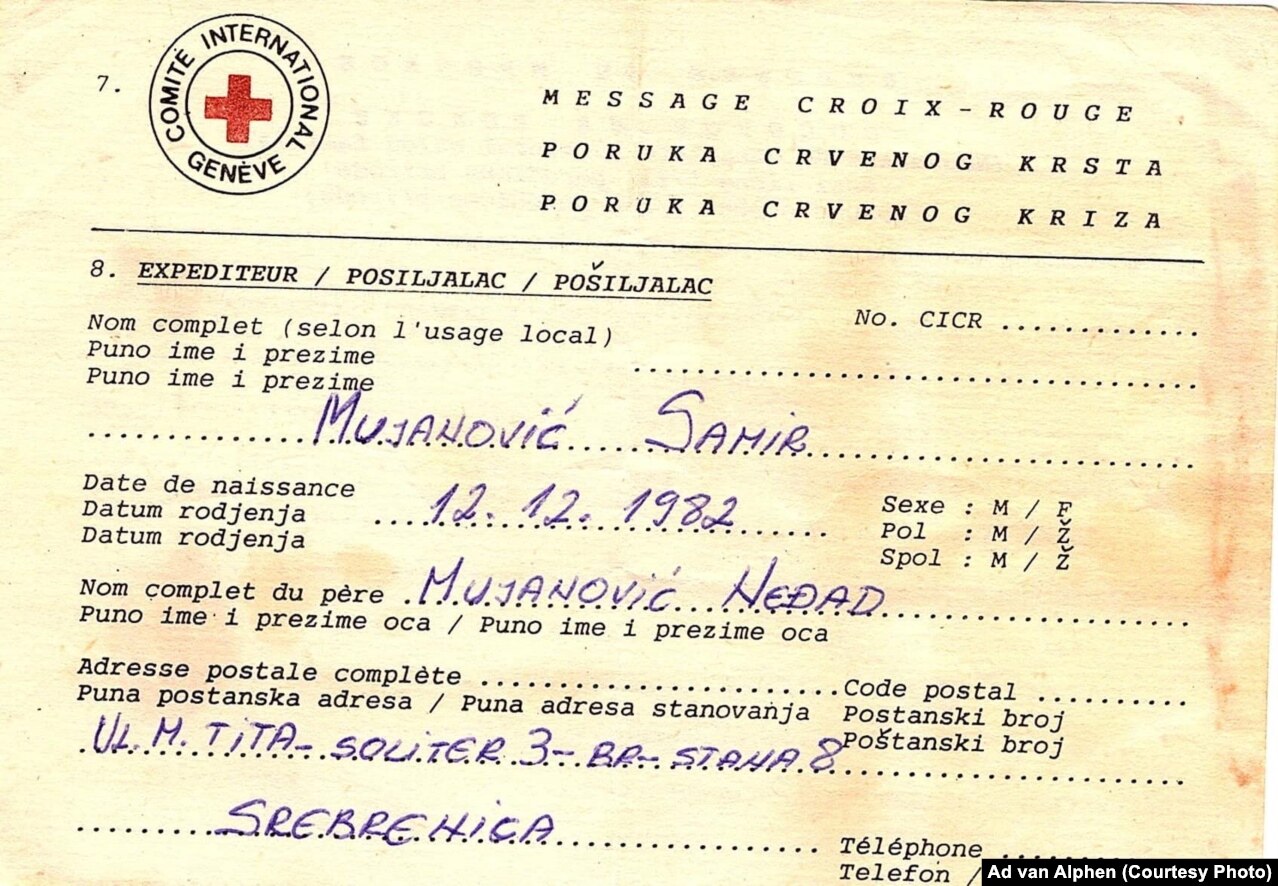 7.
COMITÉ INTERNATIONAL GENÈVE
MESSAGE CROIX-ROUGE
PORUKA CRVENOG KRSTA
PORUKA CRVENOG KRIZA
8. EXPEDITEUR / POSILJALAC / POŠILJALAC
Nom complet (selon l'usage local) No. CICR ..............
Puno ime i prezime
Puno ime i prezime
MUJANOVIĆ SAMIR
Date de naissance Sexe : M / F
Datum rodjenja 12. 12. 1982 Pol : M / Ž
Datum rodjenja Spol : M / Ž
Nom complet du père MUJANOVIĆ NEĐAD
Puno ime i prezime oca / Puno ime i prezime oca
Adresse postale complète ........................ Code postal ..........
Puna postanska adresa / Puna adresa stanovanja Postanski broj
Poštanski broj
UL. M. TITA - SOLITER 3 - BR - STANA 8
SREBRENICA
Téléphone
Telefon /
Ad van Alphen (Courtesy Photo)